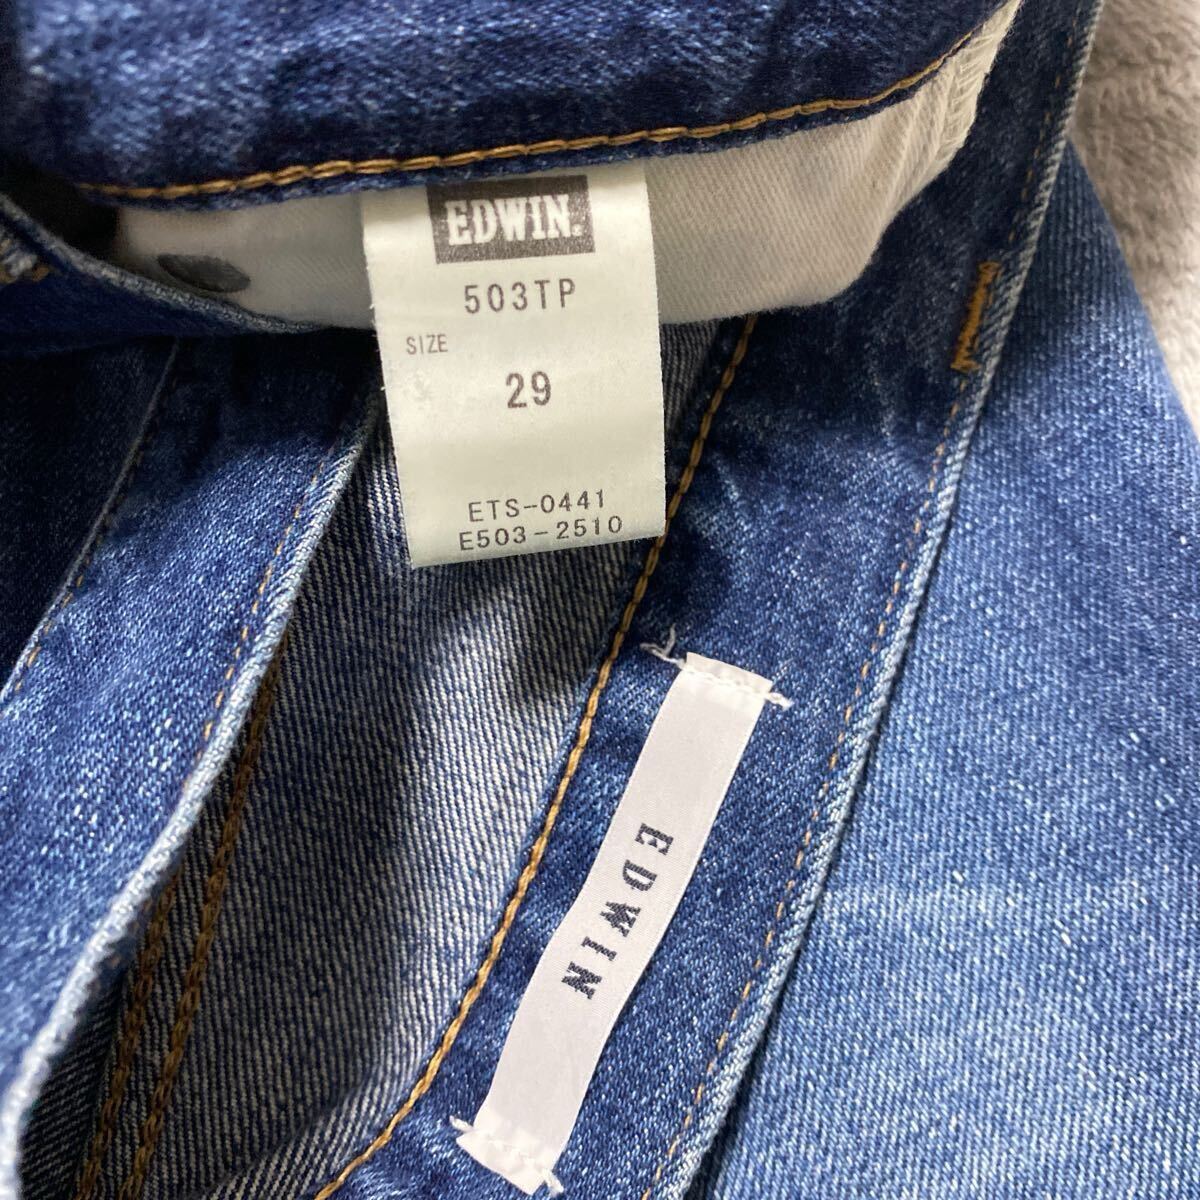 EDWIN.
503TP
SIZE
29
ETS-0441
E503-2510
EDWIN